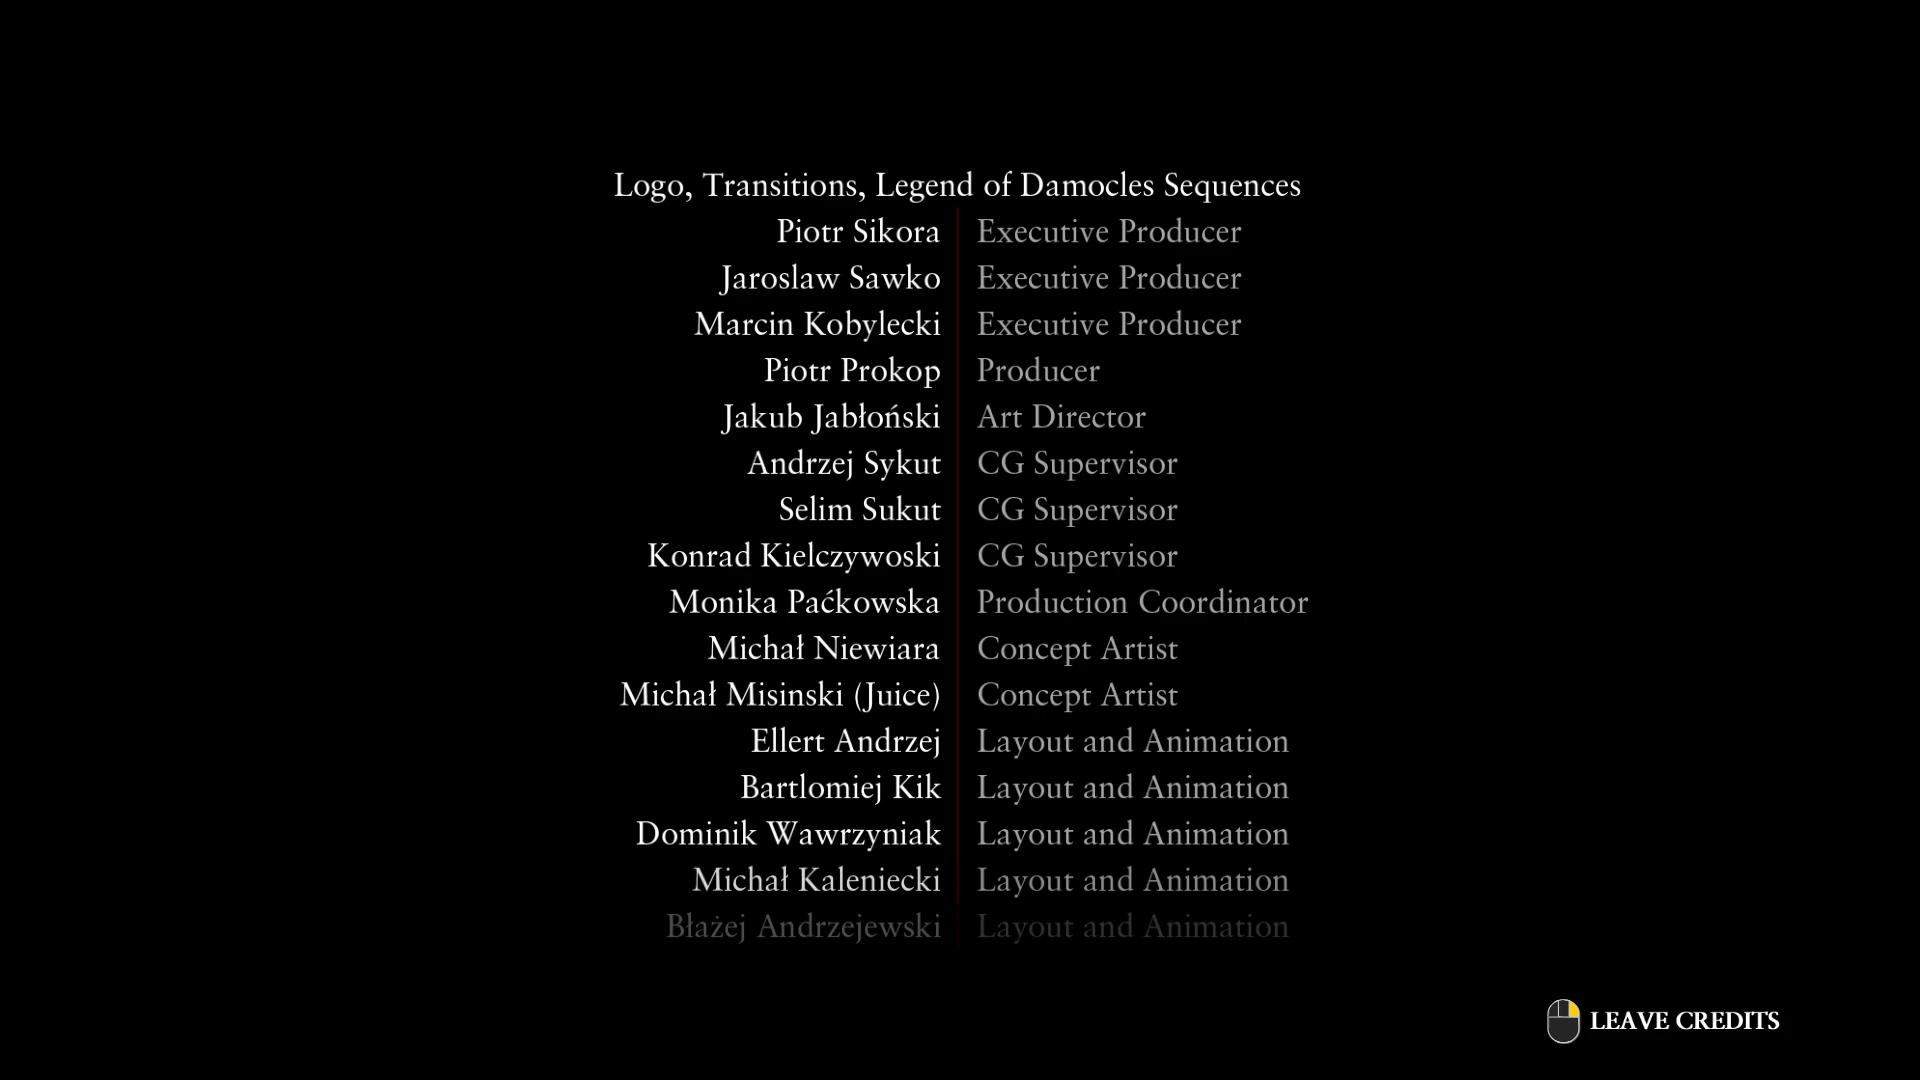 Logo, Transitions, Legend of Damocles Sequences
Piotr Sikora Executive Producer
Jaroslaw Sawko Executive Producer
Marcin Kobylecki Executive Producer
Piotr Prokop Producer
Jakub Jabłoński Art Director
Andrzej Sykut CG Supervisor
Selim Sukut CG Supervisor
Konrad Kielczywoski CG Supervisor
Monika Paćkowska Production Coordinator
Michał Niewiara Concept Artist
Michał Misinski (Juice) Concept Artist
Ellert Andrzej Layout and Animation
Bartlomiej Kik Layout and Animation
Dominik Wawrzyniak Layout and Animation
Michał Kaleniecki Layout and Animation
Błażej Andrzejewski Layout and Animation
LEAVE CREDITS